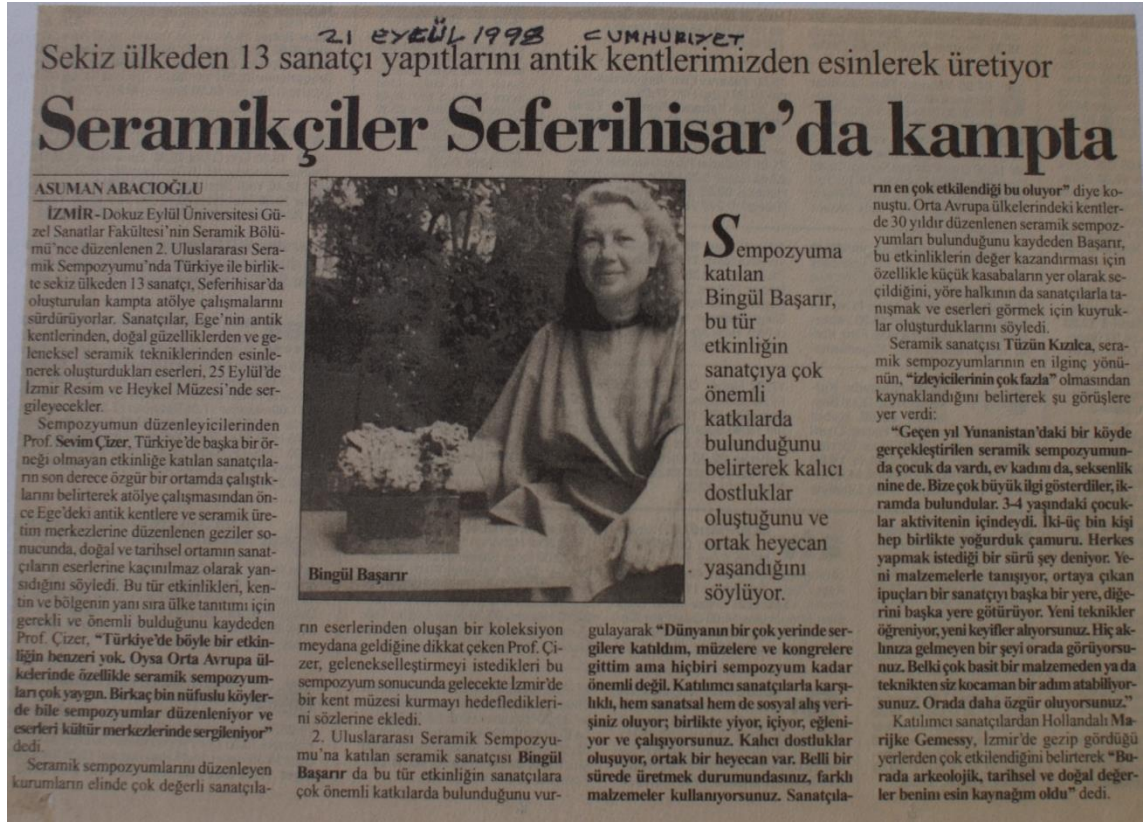 21 EYLÜL 1998 CUMHURİYET
Sekiz ülkeden 13 sanatçı yapıtlarını antik kentlerimizden esinlerek üretiyor
Seramikçiler Seferihisar'da kampta
ASUMAN ABACIOĞLU
İZMİR - Dokuz Eylül Üniversitesi Gü-
zel Sanatlar Fakültesi'nin Seramik Bölü-
mü'nce düzenlenen 2. Uluslararası Sera-
mik Sempozyumu'nda Türkiye ile birlik-
te sekiz ülkeden 13 sanatçı, Seferihisar'da
oluşturulan kampta atölye çalışmalarını
sürdürüyorlar. Sanatçılar, Ege'nin antik
kentlerinden, doğal güzelliklerden ve ge-
leneksel seramik tekniklerinden esinle-
nerek oluşturdukları eserleri, 25 Eylül'de
İzmir Resim ve Heykel Müzesi'nde ser-
gileyecekler.
Sempozyumun düzenleyicilerinden
Prof. Sevim Çizer, Türkiye'de başka bir ör-
neği olmayan etkinliğe katılan sanatçıla-
rın son derece özgür bir ortamda çalıştık-
larını belirterek atölye çalışmasından ön-
ce Ege'deki antik kentlere ve seramik üre-
tim merkezlerine düzenlenen geziler so-
nucunda, doğal ve tarihsel ortamın sanat-
çıların eserlerine kaçınılmaz olarak yan-
sıdığını söyledi. Bu tür etkinlikleri, ken-
tin ve bölgenin yanı sıra ülke tanıtımı için
gerekli ve önemli bulduğunu kaydeden
Prof. Çizer, "Türkiye'de böyle bir etkin-
liğin benzeri yok. Oysa Orta Avrupa ül-
kelerinde özellikle seramik sempozyum-
ları çok yaygın. Birkaç bin nüfuslu köyler-
de bile sempozyumlar düzenleniyor ve
eserleri kültür merkezlerinde sergileniyor"
dedi.
Seramik sempozyumlarını düzenleyen
kurumların elinde çok değerli sanatçıla-
Bingül Başarır
rın eserlerinden oluşan bir koleksiyon
meydana geldiğine dikkat çeken Prof. Çi-
zer, gelenekselleştirmeyi istedikleri bu
sempozyum sonucunda gelecekte İzmir'de
bir kent müzesi kurmayı hedefledikleri-
ni sözlerine ekledi.
2. Uluslararası Seramik Sempozyu-
mu'na katılan seramik sanatçısı Bingül
Başarır da bu tür etkinliğin sanatçılara
çok önemli katkılarda bulunduğunu vur-
Sempozyuma
katılan
Bingül Başarır,
bu tür
etkinliğin
sanatçıya çok
önemli
katkılarda
bulunduğunu
belirterek kalıcı
dostluklar
oluştuğunu ve
ortak heyecan
yaşandığını
söylüyor.
gulayarak "Dünyanın bir çok yerinde ser-
gilere katıldım, müzelere ve kongrelere
gittim ama hiçbiri sempozyum kadar
önemli değil. Katılımcı sanatçılarla karşı-
lıklı, hem sanatsal hem de sosyal alış veri-
şiniz oluyor; birlikte yiyor, içiyor, eğleni-
yor ve çalışıyorsunuz. Kalıcı dostluklar
oluşuyor, ortak bir heyecan var. Belli bir
sürede üretmek durumundasınız, farklı
malzemeler kullanıyorsunuz. Sanatçıla-
rın en çok etkilendiği bu oluyor" diye ko-
nuştu. Orta Avrupa ülkelerindeki kentler-
de 30 yıldır düzenlenen seramik sempoz-
yumları bulunduğunu kaydeden Başarır,
bu etkinliklerin değer kazandırması için
özellikle küçük kasabaların yer olarak se-
çildiğini, yöre halkının da sanatçılarla ta-
nışmak ve eserleri görmek için kuyruk-
lar oluşturduklarını söyledi.
Seramik sanatçısı Tüzün Kızılca, sera-
mik sempozyumlarının en ilginç yönü-
nün, "izleyicilerinin çok fazla" olmasından
kaynaklandığını belirterek şu görüşlere
yer verdi:
"Geçen yıl Yunanistan'daki bir köyde
gerçekleştirilen seramik sempozyumun-
da çocuk da vardı, ev kadını da, seksenlik
nine de. Bize çok büyük ilgi gösterdiler, ik-
ramda bulundular. 3-4 yaşındaki çocuk-
lar aktivitenin içindeydi. İki-üç bin kişi
hep birlikte yoğurduk çamuru. Herkes
yapmak istediği bir sürü şey deniyor. Ye-
ni malzemelerle tanışıyor, ortaya çıkan
ipuçları bir sanatçıyı başka bir yere, diğe-
rini başka yere götürüyor. Yeni teknikler
öğreniyor, yeni keyifler alıyorsunuz. Hiç ak-
lınıza gelmeyen bir şeyi orada görüyorsu-
nuz. Belki çok basit bir malzemeden ya da
teknikten siz kocaman bir adım atabiliyor-
sunuz. Orada daha özgür oluyorsunuz."
Katılımcı sanatçılardan Hollandalı Ma-
rijke Gemessy, İzmir'de gezip gördüğü
yerlerden çok etkilendiğini belirterek "Bu-
rada arkeolojik, tarihsel ve doğal değer-
ler benim esin kaynağım oldu" dedi.